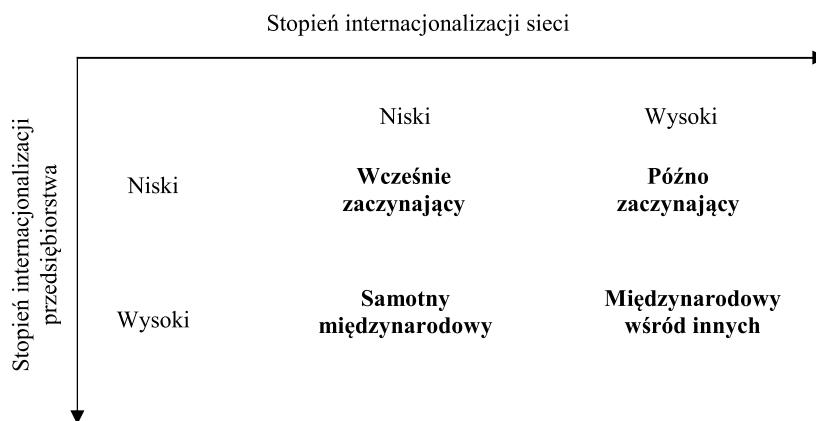 Stopień internacjonalizacji sieci
Stopień internacjonalizacji
przedsiębiorstwa
Niski
Wysoki
Niski
Wcześnie
zaczynający
Późno
zaczynający
Wysoki
Samotny
międzynarodowy
Międzynarodowy
wśród innych